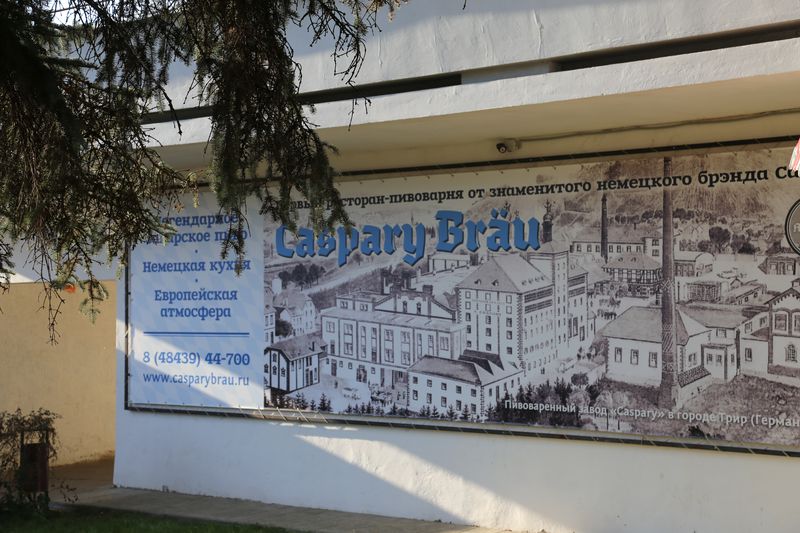 ресторан-пивоварня от знаменитого немецкого брэнда
Caspary Bräu
Немецкая кухня
Европейская
атмосфера
8 (48439) 44-700
www.casparybrau.ru
Пивоваренный завод «Caspary» в городе Трир